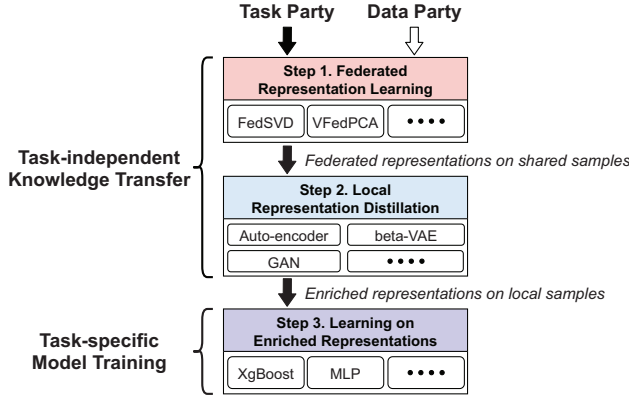 Task Party Data Party
Step 1. Federated
Representation Learning
FedSVD VFedPCA ••••
Task-independent
Knowledge Transfer
Federated representations on shared samples
Step 2. Local
Representation Distillation
Auto-encoder beta-VAE
GAN ••••
Enriched representations on local samples
Task-specific
Model Training
Step 3. Learning on
Enriched Representations
XgBoost MLP ••••